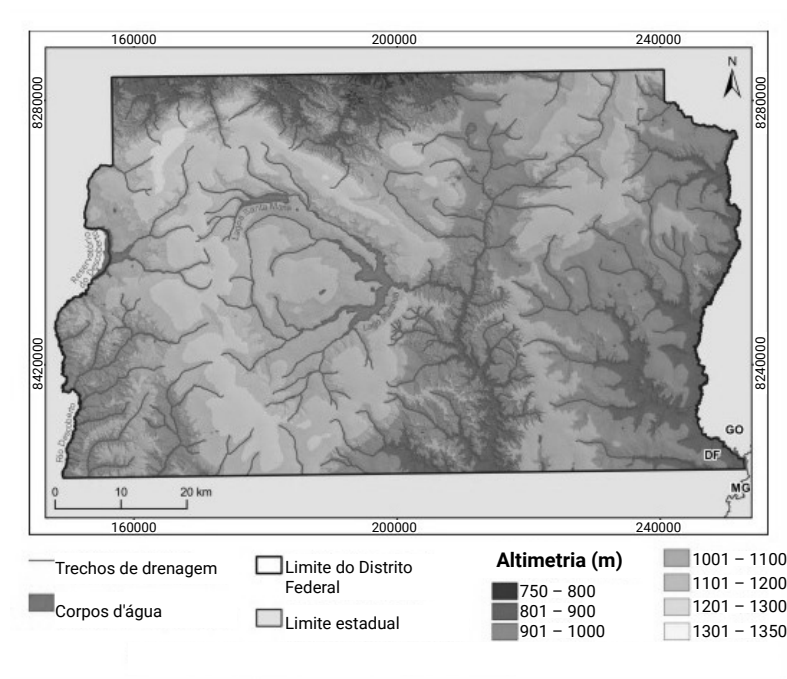 160000
200000
240000
N
8280000
8280000
Lagoa Santa Maria
Reservatório
do Descoberto
Lago Paranoá
8420000
8240000
Rio Descoberto
GO
DF
MG
0
10
20 km
160000
200000
240000
Trechos de drenagem
Corpos d'água
Limite do Distrito
Federal
Limite estadual
Altimetria (m)
750 – 800
801 – 900
901 – 1000
1001 – 1100
1101 – 1200
1201 – 1300
1301 – 1350